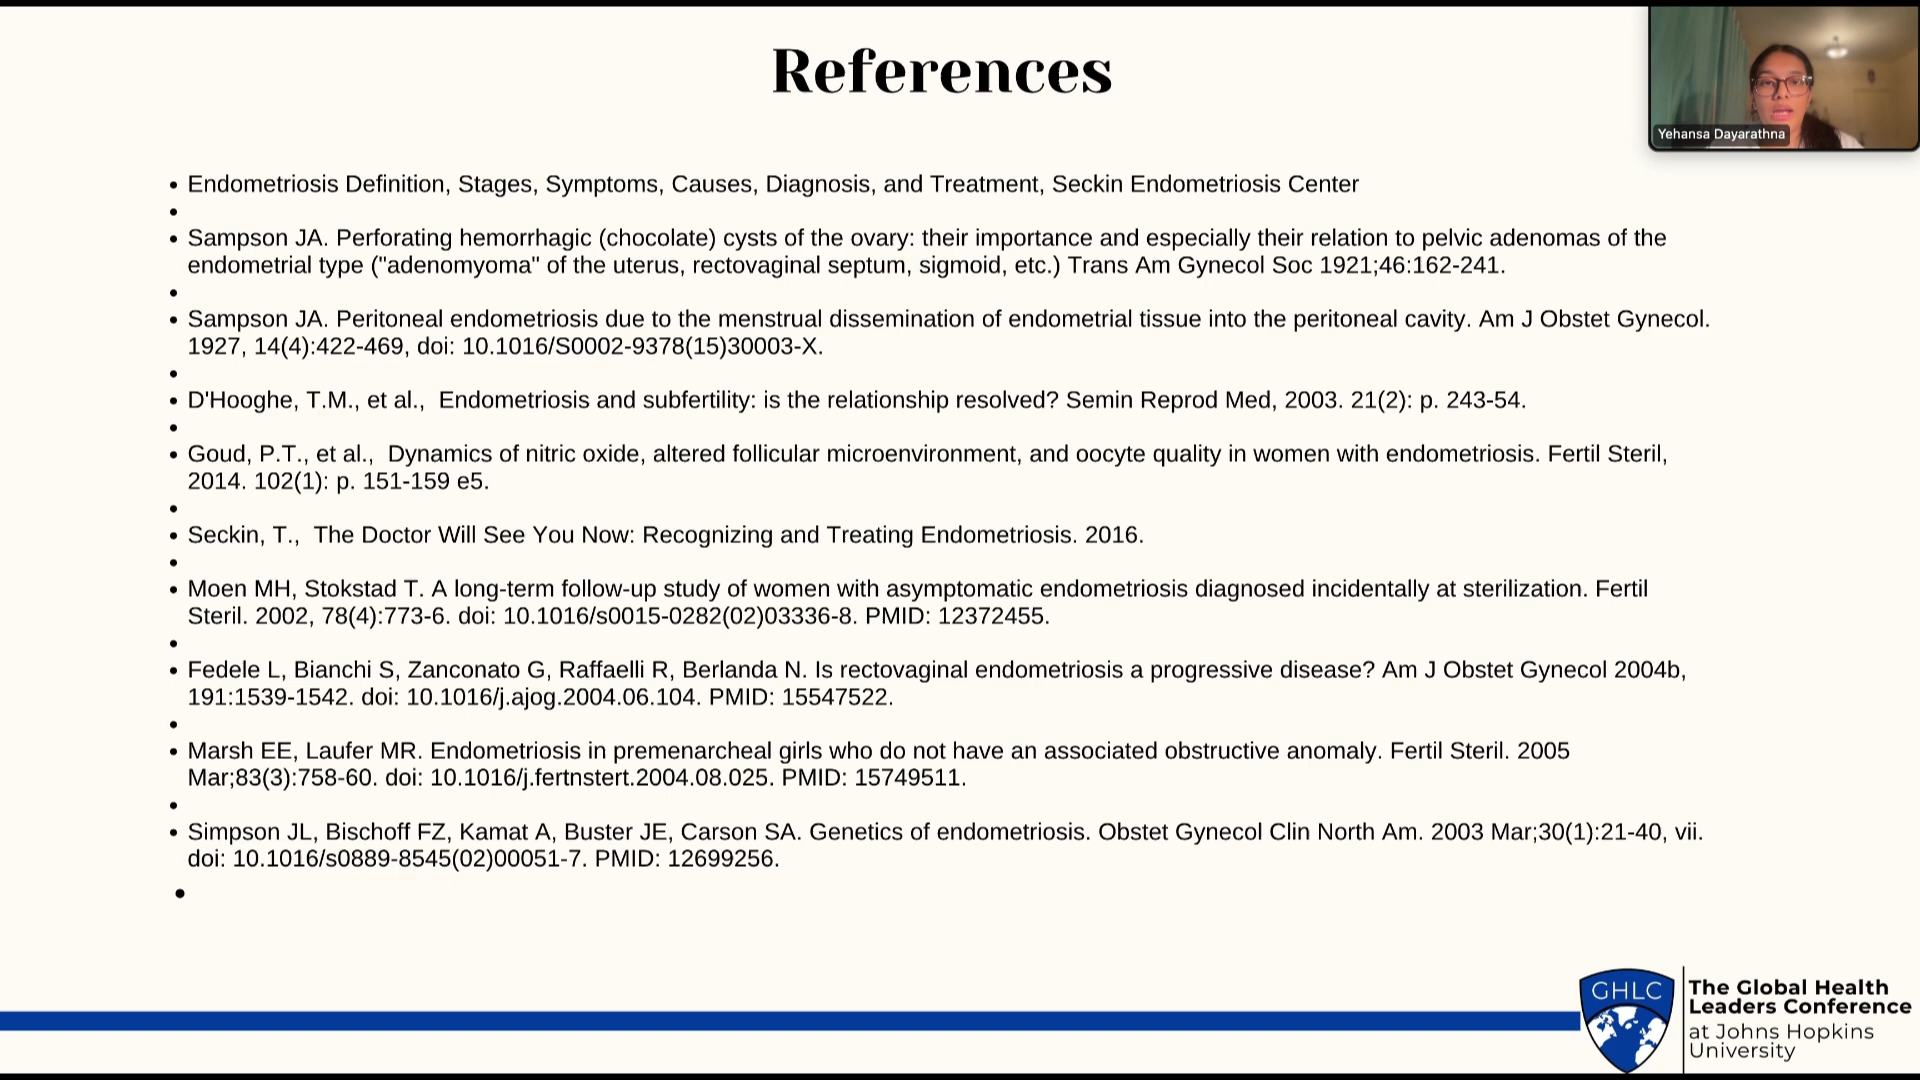 References
Yehansa Dayarathna
• Endometriosis Definition, Stages, Symptoms, Causes, Diagnosis, and Treatment, Seckin Endometriosis Center
•
• Sampson JA. Perforating hemorrhagic (chocolate) cysts of the ovary: their importance and especially their relation to pelvic adenomas of the
endometrial type ("adenomyoma" of the uterus, rectovaginal septum, sigmoid, etc.) Trans Am Gynecol Soc 1921;46:162-241.
•
• Sampson JA. Peritoneal endometriosis due to the menstrual dissemination of endometrial tissue into the peritoneal cavity. Am J Obstet Gynecol.
1927, 14(4):422-469, doi: 10.1016/S0002-9378(15)30003-X.
•
• D'Hooghe, T.M., et al.,  Endometriosis and subfertility: is the relationship resolved? Semin Reprod Med, 2003. 21(2): p. 243-54.
•
• Goud, P.T., et al.,  Dynamics of nitric oxide, altered follicular microenvironment, and oocyte quality in women with endometriosis. Fertil Steril,
2014. 102(1): p. 151-159 e5.
•
• Seckin, T.,  The Doctor Will See You Now: Recognizing and Treating Endometriosis. 2016.
•
• Moen MH, Stokstad T. A long-term follow-up study of women with asymptomatic endometriosis diagnosed incidentally at sterilization. Fertil
Steril. 2002, 78(4):773-6. doi: 10.1016/s0015-0282(02)03336-8. PMID: 12372455.
•
• Fedele L, Bianchi S, Zanconato G, Raffaelli R, Berlanda N. Is rectovaginal endometriosis a progressive disease? Am J Obstet Gynecol 2004b,
191:1539-1542. doi: 10.1016/j.ajog.2004.06.104. PMID: 15547522.
•
• Marsh EE, Laufer MR. Endometriosis in premenarcheal girls who do not have an associated obstructive anomaly. Fertil Steril. 2005
Mar;83(3):758-60. doi: 10.1016/j.fertnstert.2004.08.025. PMID: 15749511.
•
• Simpson JL, Bischoff FZ, Kamat A, Buster JE, Carson SA. Genetics of endometriosis. Obstet Gynecol Clin North Am. 2003 Mar;30(1):21-40, vii.
doi: 10.1016/s0889-8545(02)00051-7. PMID: 12699256.
•
GHLC
The Global Health
Leaders Conference
at Johns Hopkins
University